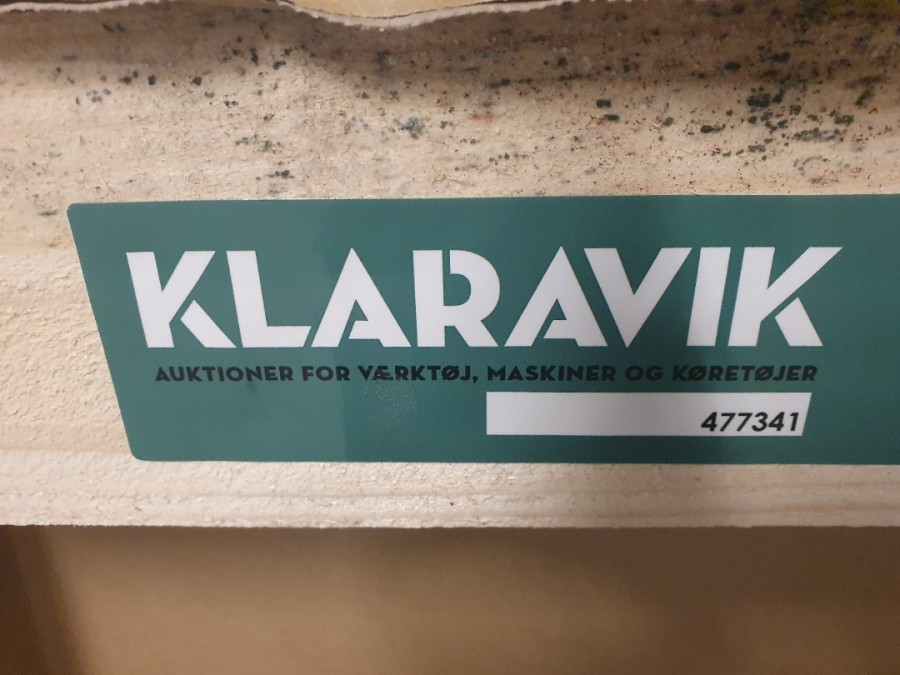 KLARAVIK
AUKTIONER FOR VÆRKTØJ, MASKINER OG KØRETØJER
477341